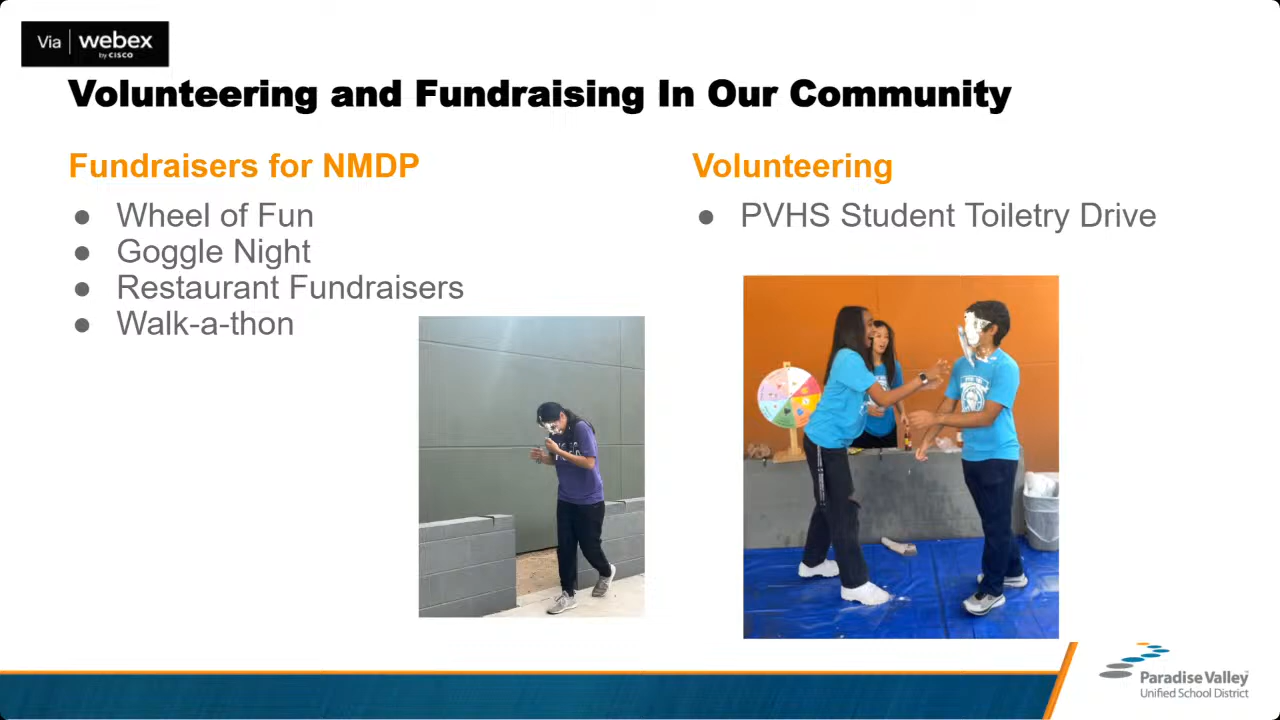 Via webex
by CISCO
Volunteering and Fundraising In Our Community
Fundraisers for NMDP
● Wheel of Fun
● Goggle Night
● Restaurant Fundraisers
● Walk-a-thon
Volunteering
● PVHS Student Toiletry Drive
Paradise Valley
Unified School District